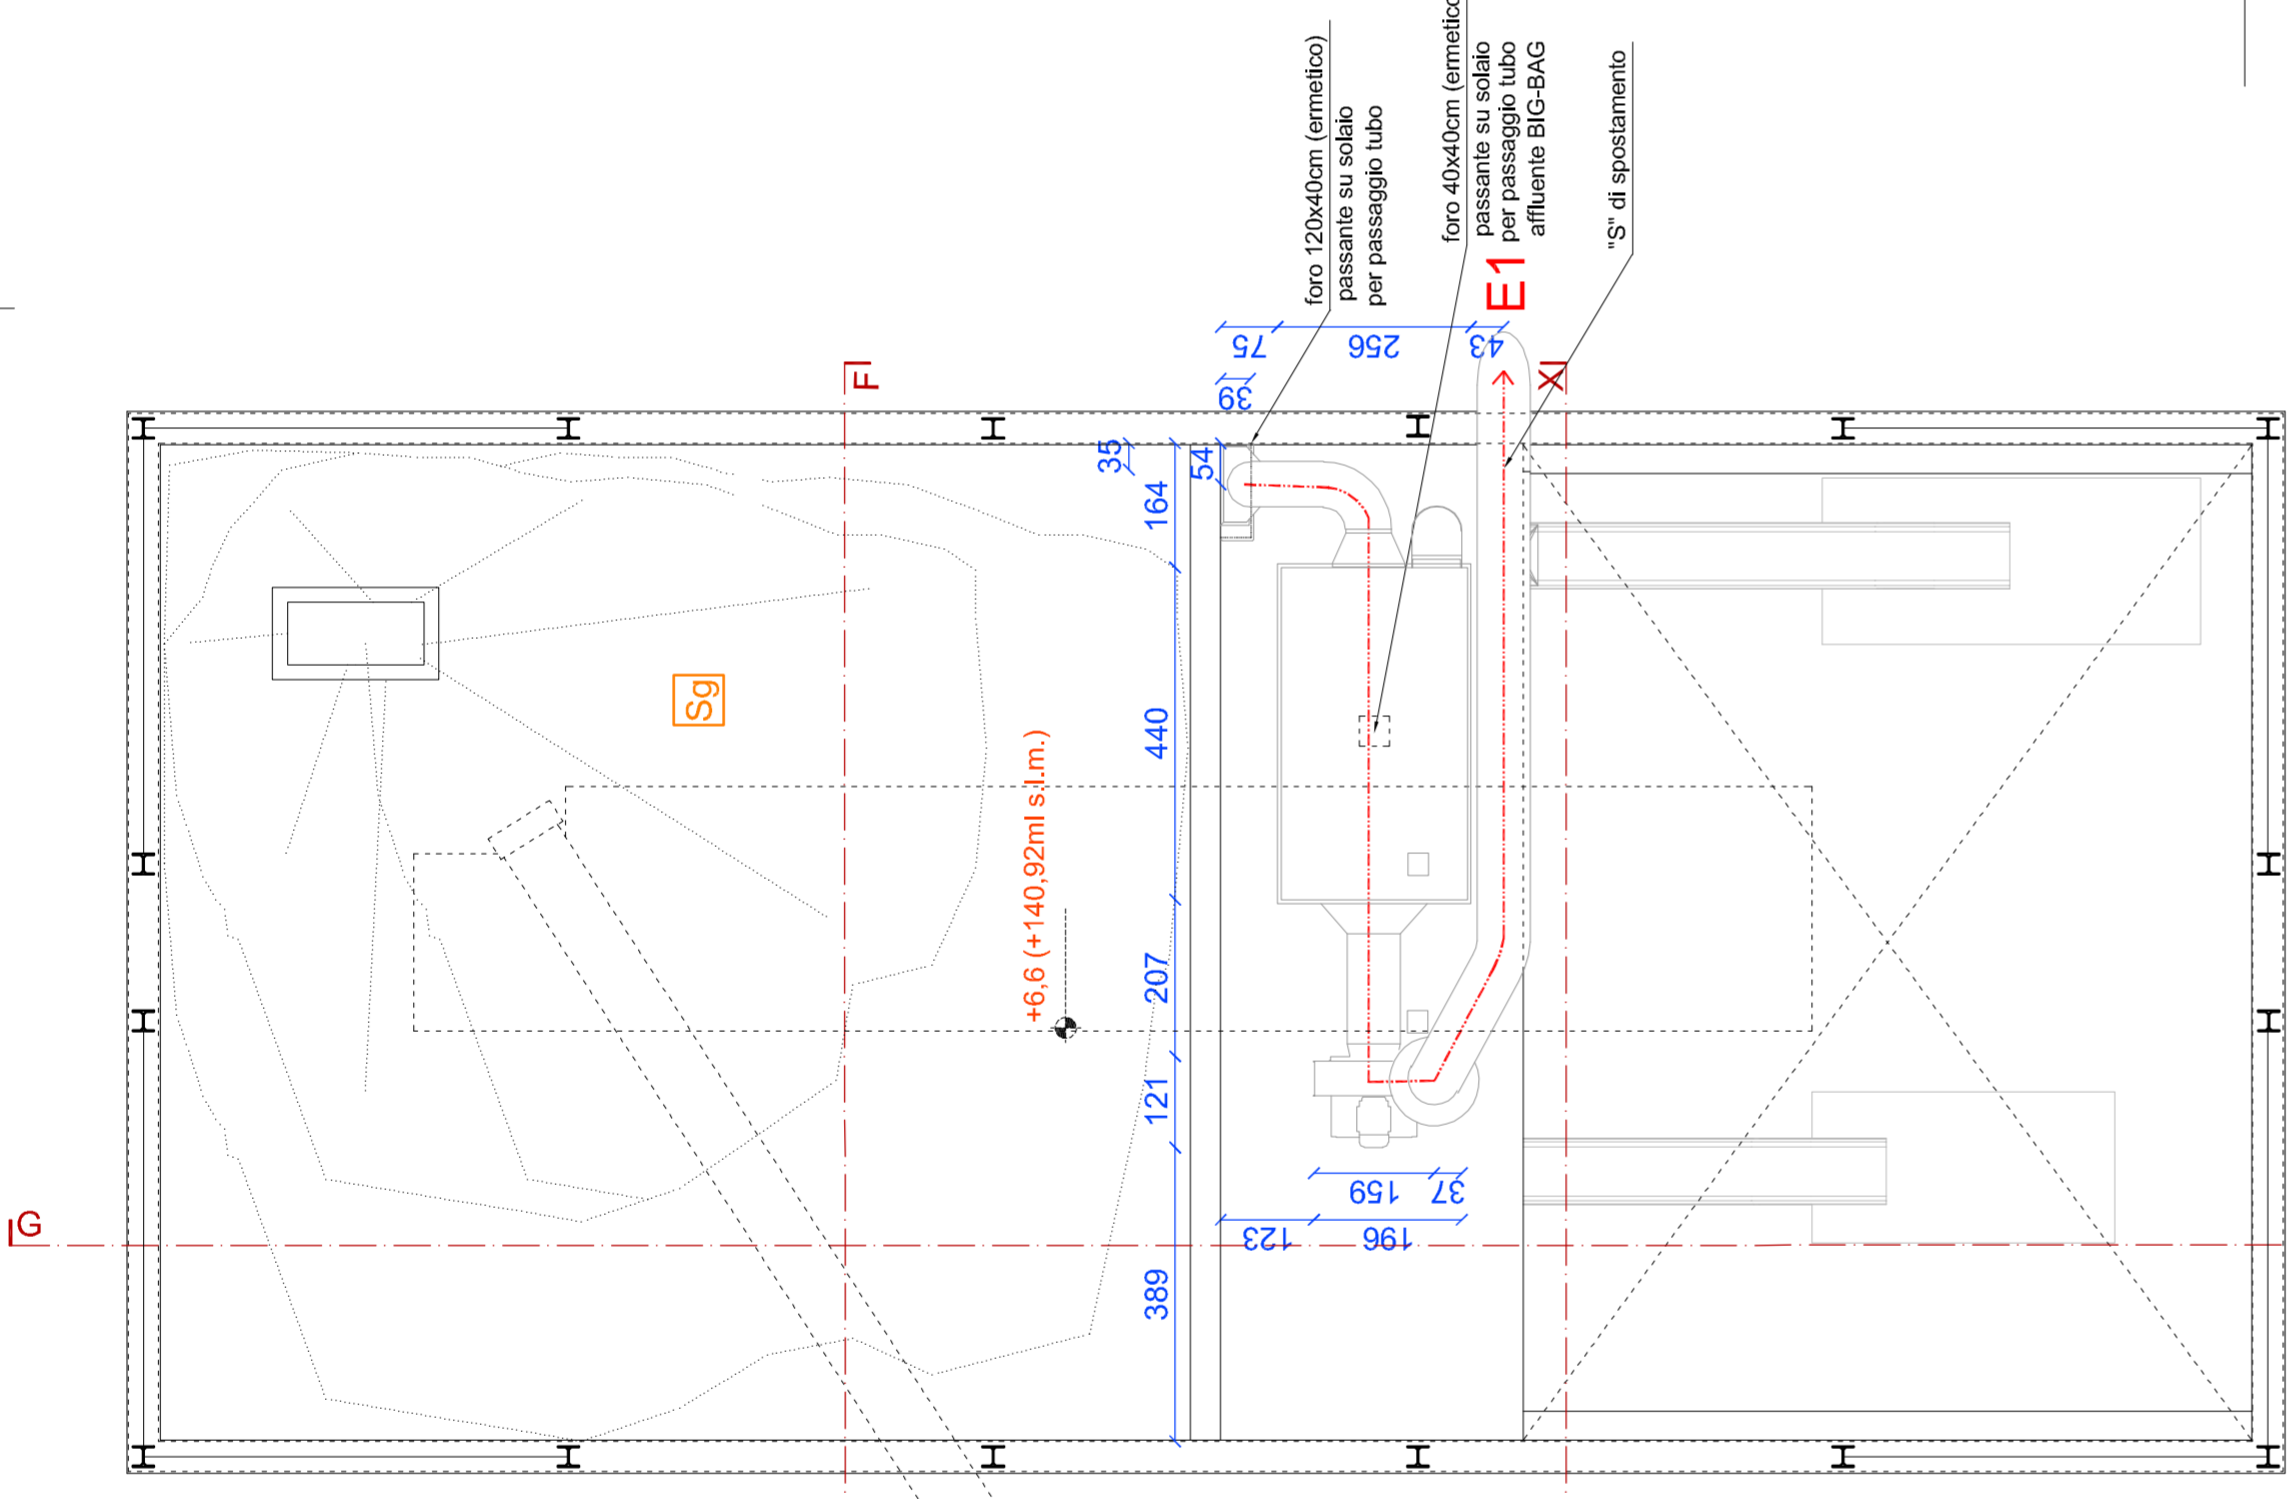 foro 120x40cm (ermetico)
passante su solaio
per passaggio tubo
foro 40x40cm (ermetico
passante su solaio
per passaggio tubo
affluente BIG-BAG
"S" di spostamento
E1
75
256
43
39
F
X
35
54
164
440
207
121
389
Sg
+6,6 (+140,92ml s.l.m.)
159
37
123
196
G